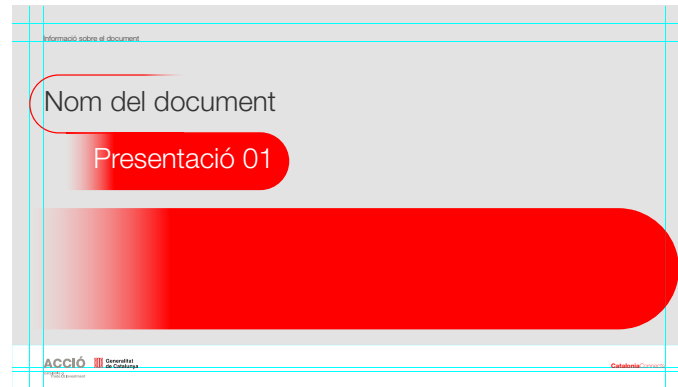 Informació sobre el document
Nom del document
Presentació 01
ACCIÓ
Generalitat
de Catalunya
CataloniaConnects